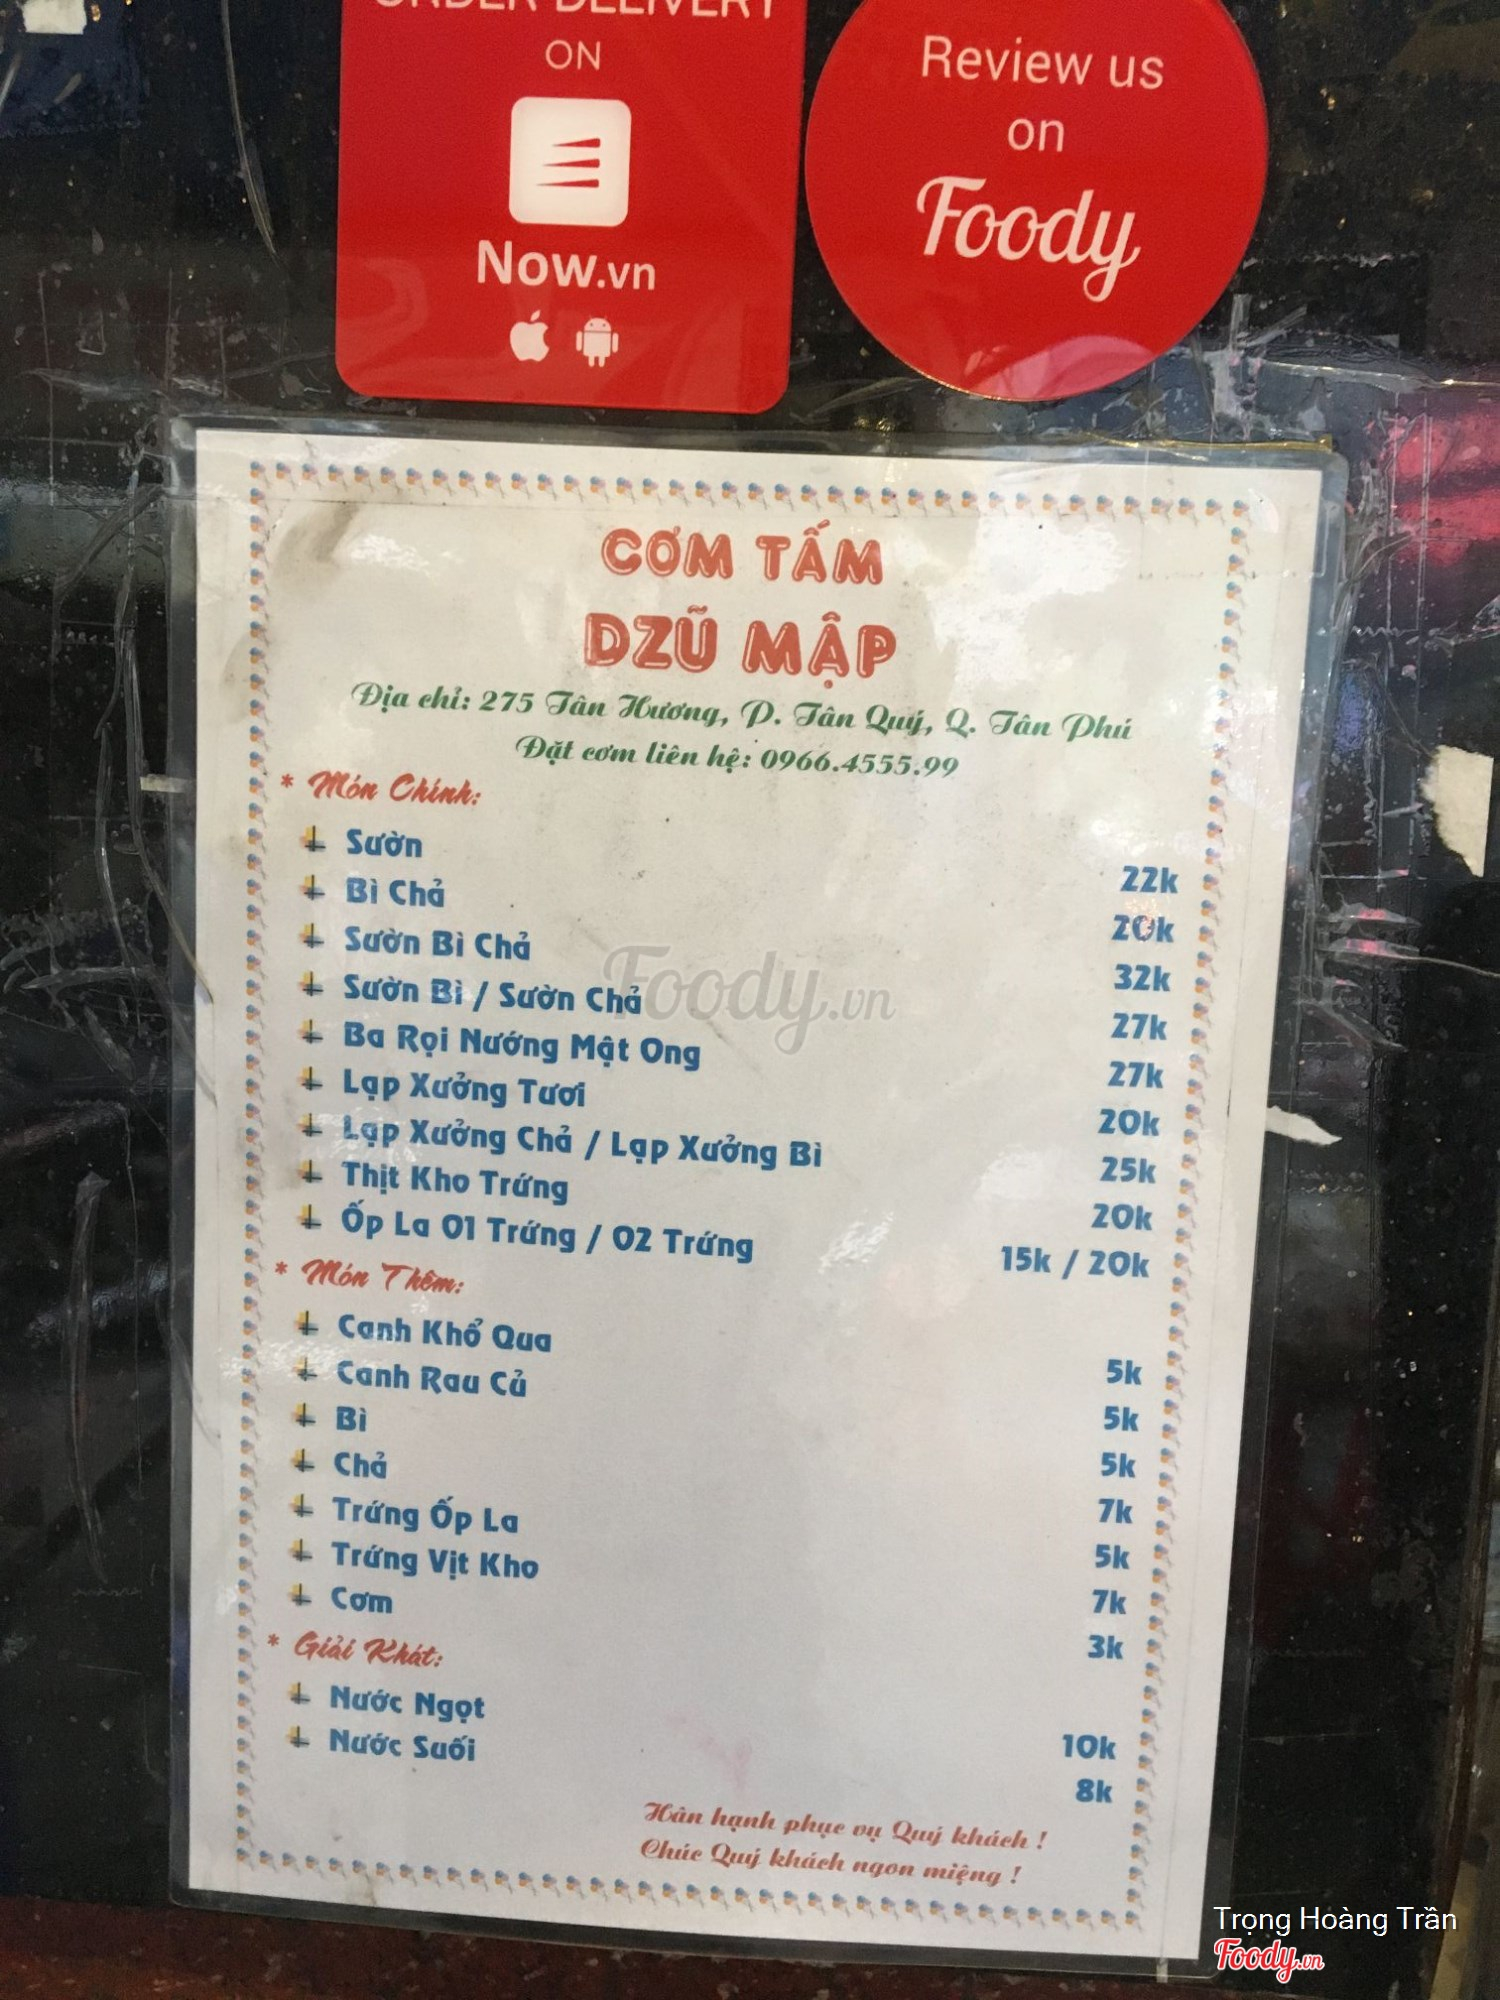 ORDER DELIVERY
ON
Now.vn
Review us
on
Foody
CƠM TẤM
DZŨ MẬP
Địa chỉ: 275 Tân Hương, P. Tân Quý, Q. Tân Phú
Đặt cơm liên hệ: 0966.4555.99
* Món Chính:
Sườn 22k
Bì Chả 20k
Sườn Bì Chả 32k
Sườn Bì / Sườn Chả 27k
Ba Rọi Nướng Mật Ong 27k
Lạp Xưởng Tươi 20k
Lạp Xưởng Chả / Lạp Xưởng Bì 25k
Thịt Kho Trứng 20k
Ốp La 01 Trứng / 02 Trứng 15k / 20k
* Món Thêm:
Canh Khổ Qua 5k
Canh Rau Củ 5k
Bì 5k
Chả 7k
Trứng Ốp La 5k
Trứng Vịt Kho 7k
Cơm 3k
* Giải Khát:
Nước Ngọt 10k
Nước Suối 8k
Hân hạnh phục vụ Quý khách !
Chúc Quý khách ngon miệng !
Foody.vn
Trọng Hoàng Trần
Foody.vn